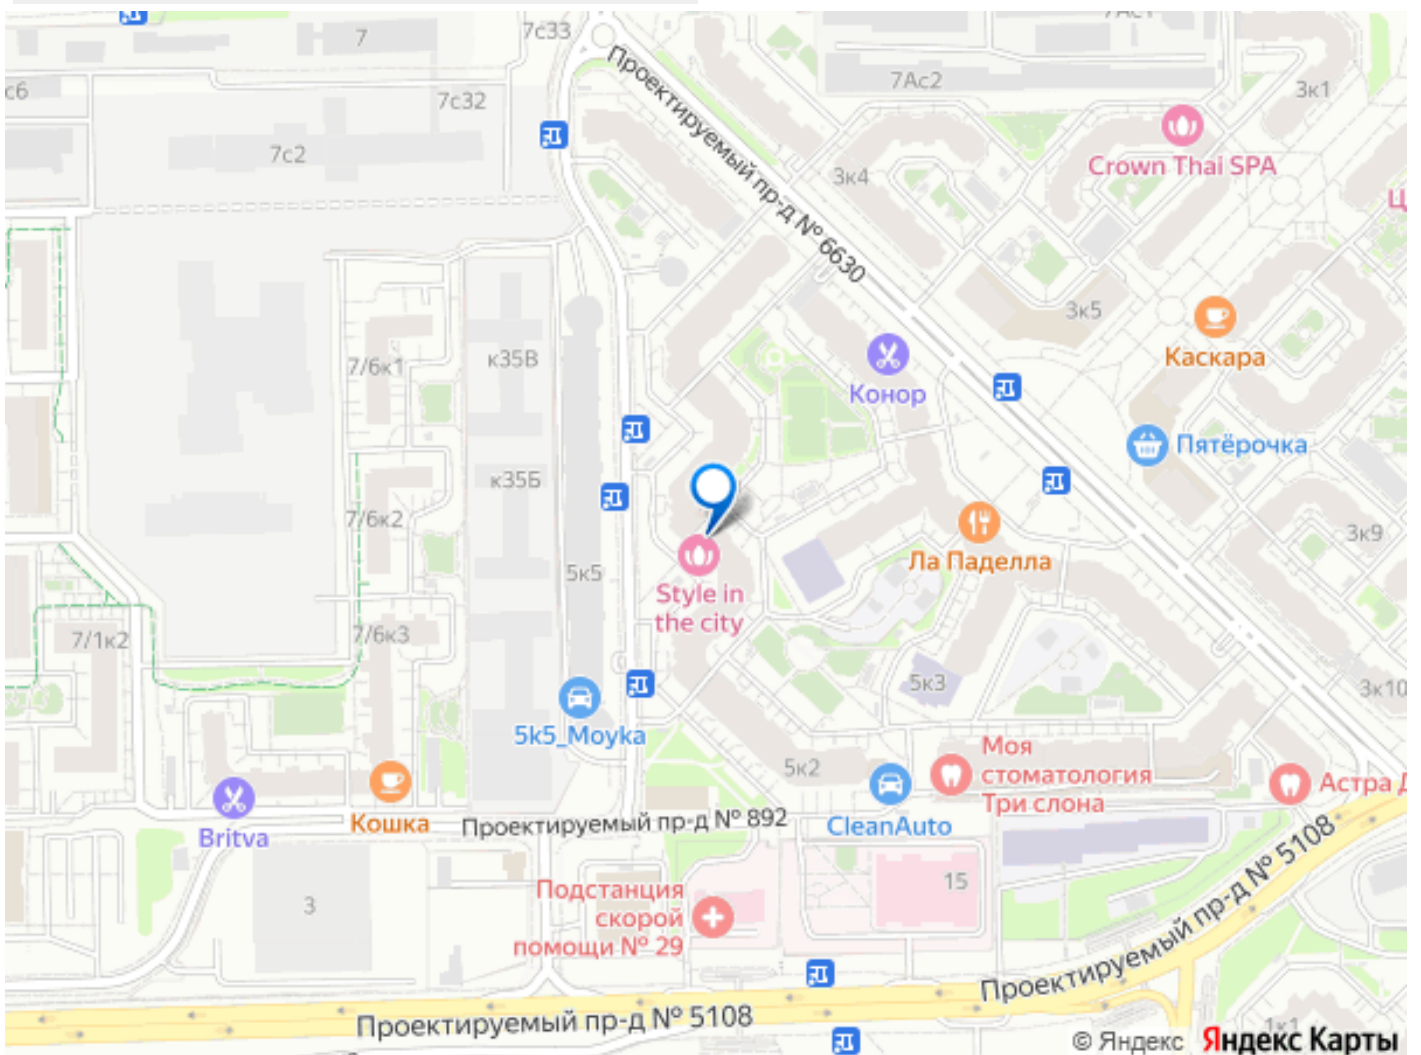 7
7с33
7Ас1
с6
7с32
7Ас2
3к1
7с2
Проектируемый пр-д № 6630
3к4
Crown Thai SPA
Ц
3к5
7/6к1
к35В
Конор
Каскара
Пятёрочка
к35Б
7/6к2
3к9
Ла Паделла
5к5
Style in
the city
7/1к2
7/6к3
5к3
3к10
5k5_Moyka
5к2
Моя
стоматология
Три слона
Астра Д
Britva
Кошка
Проектируемый пр-д № 892
CleanAuto
15
3
Подстанция
скорой
помощи № 29
Проектируемый пр-д № 5108
Проектируемый пр-д № 5108
1к1
© Яндекс Яндекс Карты